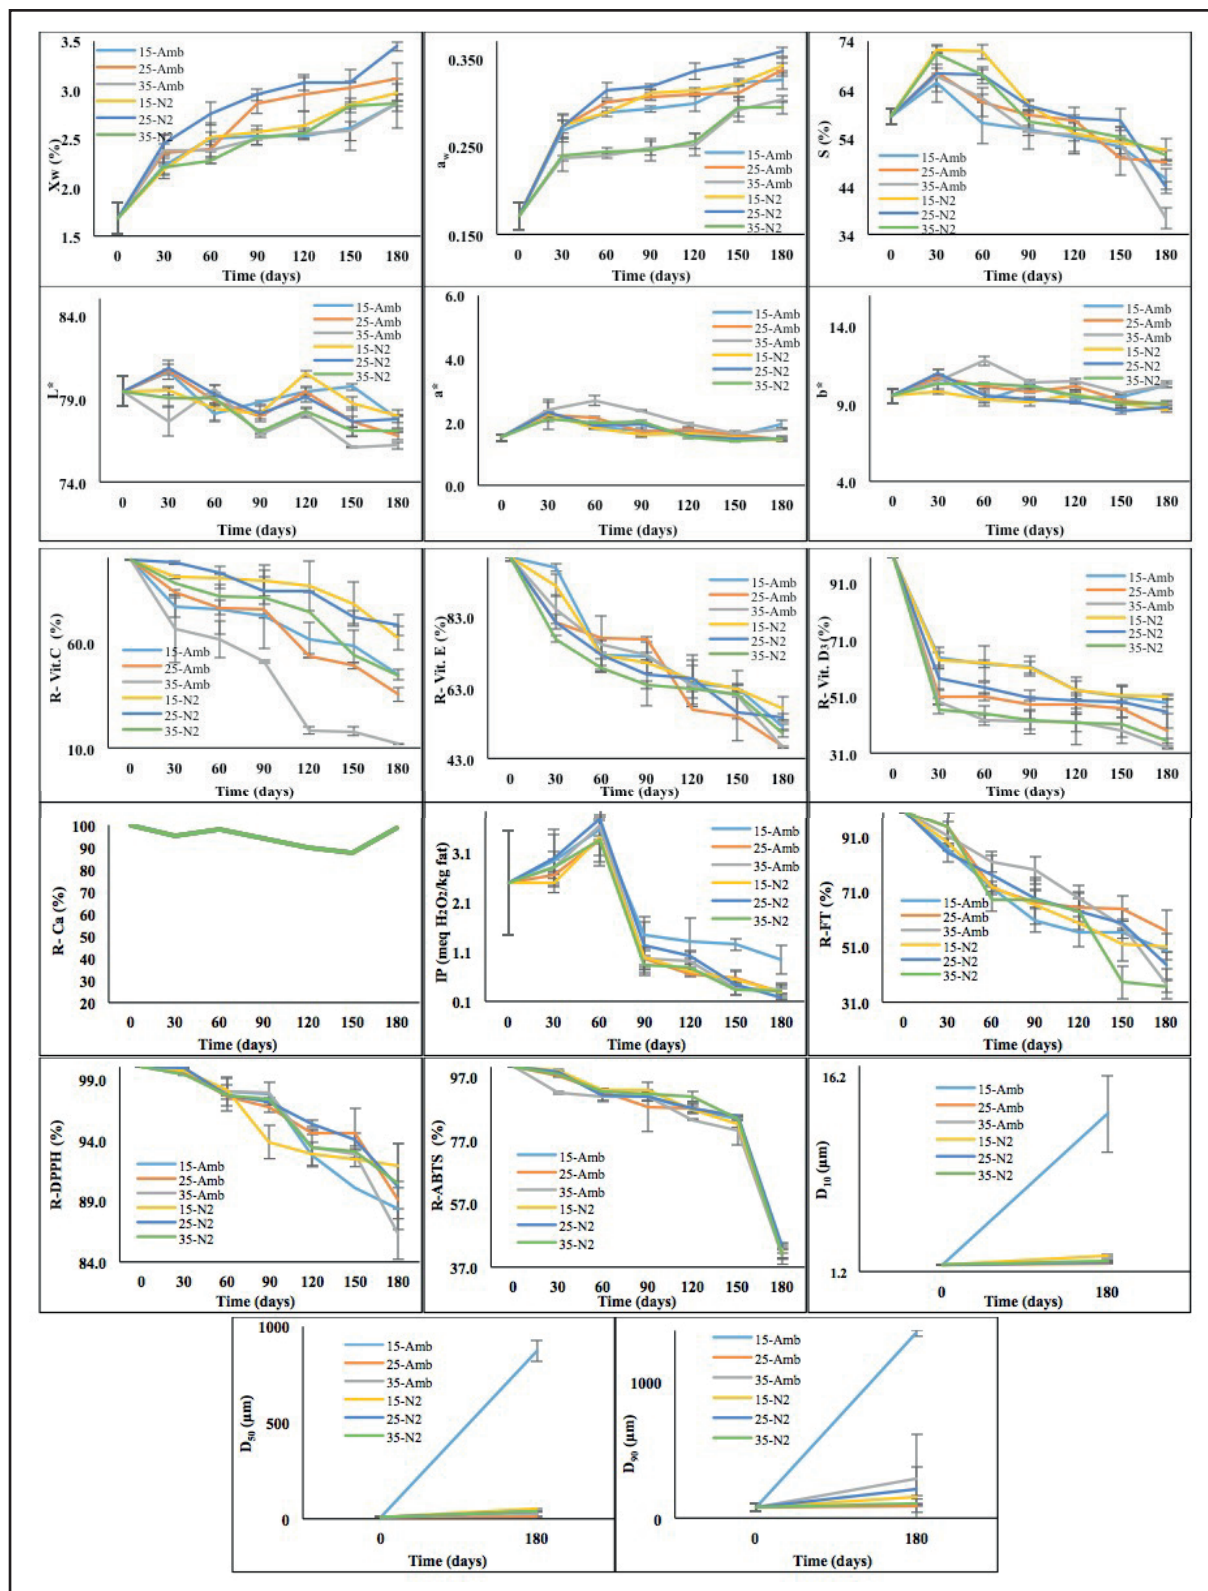 3.5
3.0
2.5
2.0
1.5
Xw (%)
15-Amb
25-Amb
35-Amb
15-N2
25-N2
35-N2
0 30 60 90 120 150 180
Time (days)
0.350
0.250
0.150
aw
15-Amb
25-Amb
35-Amb
15-N2
25-N2
35-N2
0 30 60 90 120 150 180
Time (days)
74
64
54
44
34
S (%)
15-Amb
25-Amb
35-Amb
15-N2
25-N2
35-N2
0 30 60 90 120 150 180
Time (days)
84.0
79.0
74.0
L*
15-Amb
25-Amb
35-Amb
15-N2
25-N2
35-N2
0 30 60 90 120 150 180
Time (days)
6.0
4.0
2.0
0.0
a*
15-Amb
25-Amb
35-Amb
15-N2
25-N2
35-N2
0 30 60 90 120 150 180
Time (days)
14.0
9.0
4.0
b*
15-Amb
25-Amb
35-Amb
15-N2
25-N2
35-N2
0 30 60 90 120 150 180
Time (days)
60.0
10.0
R- Vit.C (%)
15-Amb
25-Amb
35-Amb
15-N2
25-N2
35-N2
0 30 60 90 120 150 180
Time (days)
83.0
63.0
43.0
R- Vit. E (%)
15-Amb
25-Amb
35-Amb
15-N2
25-N2
35-N2
0 30 60 90 120 150 180
Time (days)
91.0
71.0
51.0
31.0
R- Vit. D3(%)
15-Amb
25-Amb
35-Amb
15-N2
25-N2
35-N2
0 30 60 90 120 150 180
Time (days)
100
90
80
70
60
50
40
30
20
R- Ca (%)
0 30 60 90 120 150 180
Time (days)
3.1
2.1
1.1
0.1
IP (meq H2O2/kg fat)
15-Amb
25-Amb
35-Amb
15-N2
25-N2
35-N2
0 30 60 90 120 150 180
Time (days)
91.0
71.0
51.0
31.0
R-FT (%)
15-Amb
25-Amb
35-Amb
15-N2
25-N2
35-N2
0 30 60 90 120 150 180
Time (days)
99.0
94.0
89.0
84.0
R-DPPH (%)
15-Amb
25-Amb
35-Amb
15-N2
25-N2
35-N2
0 30 60 90 120 150 180
Time (days)
97.0
77.0
57.0
37.0
R-ABTS (%)
15-Amb
25-Amb
35-Amb
15-N2
25-N2
35-N2
0 30 60 90 120 150 180
Time (days)
16.2
1.2
D10 (µm)
15-Amb
25-Amb
35-Amb
15-N2
25-N2
35-N2
0 180
Time (days)
1000
500
0
D50 (µm)
15-Amb
25-Amb
35-Amb
15-N2
25-N2
35-N2
0 180
Time (days)
1000
0
D90 (µm)
15-Amb
25-Amb
35-Amb
15-N2
25-N2
35-N2
0 180
Time (days)